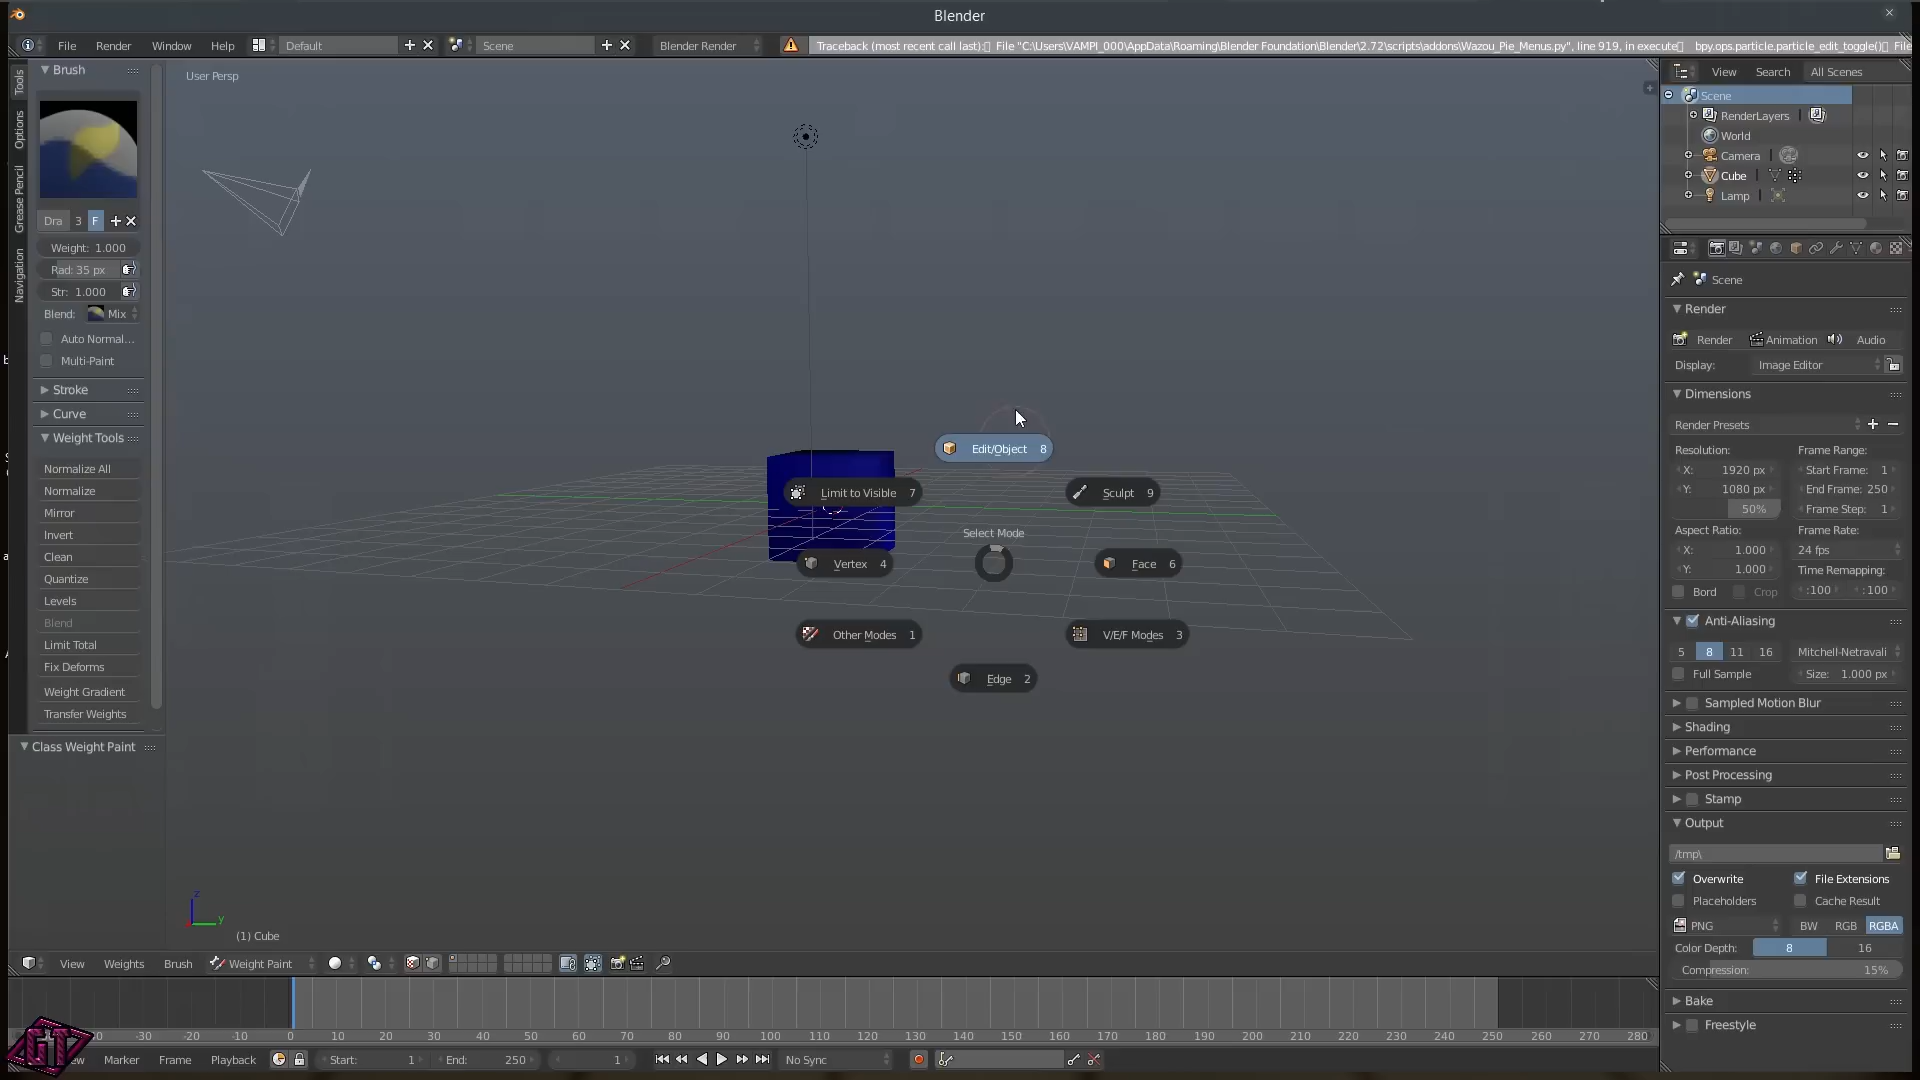 Blender
File Render Window Help Default Scene Blender Render Traceback (most recent call last): File "C:\Users\VAMPI_000\AppData\Roaming\Blender Foundation\Blender\2.72\scripts\addons\Wazou_Pie_Menus.py", line 919, in execute bpy.ops.particle.particle_edit_toggle() File
Tools
Options
Grease Pencil
Navigation
Brush
Dra 3 F
Weight: 1.000
Rad: 35 px
Str: 1.000
Blend: Mix
Auto Normal...
Multi-Paint
Stroke
Curve
Weight Tools
Normalize All
Normalize
Mirror
Invert
Clean
Quantize
Levels
Blend
Limit Total
Fix Deforms
Weight Gradient
Transfer Weights
Class Weight Paint
User Persp
Edit/Object 8
Limit to Visible 7
Sculpt 9
Select Mode
Vertex 4
Face 6
Other Modes 1
V/E/F Modes 3
Edge 2
z
y
(1) Cube
View Weights Brush Weight Paint
View Search All Scenes
Scene
RenderLayers
World
Camera
Cube
Lamp
Scene
Render
Render Animation Audio
Display: Image Editor
Dimensions
Render Presets
Resolution: Frame Range:
X: 1920 px Start Frame: 1
Y: 1080 px End Frame: 250
50% Frame Step: 1
Aspect Ratio: Frame Rate:
X: 1.000 24 fps
Y: 1.000 Time Remapping:
Bord Crop :100 :100
Anti-Aliasing
5 8 11 16 Mitchell-Netravali
Full Sample Size: 1.000 px
Sampled Motion Blur
Shading
Performance
Post Processing
Stamp
Output
/tmp\
Overwrite File Extensions
Placeholders Cache Result
PNG BW RGB RGBA
Color Depth: 8 16
Compression: 15%
Bake
Freestyle
-30 -20 -10 0 10 20 30 40 50 60 70 80 90 100 110 120 130 140 150 160 170 180 190 200 210 220 230 240 250 260 270 280
GT
Marker Frame Playback Start: 1 End: 250 1 No Sync